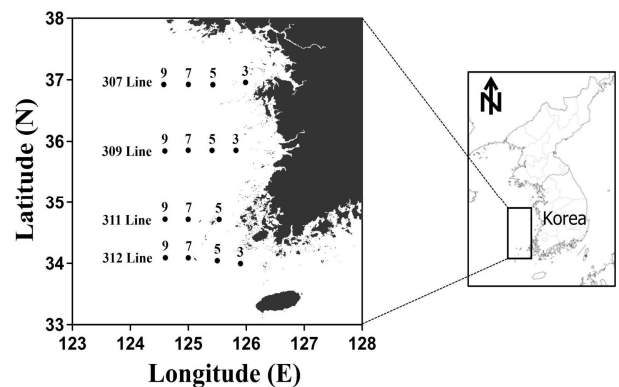 38
37
36
35
34
33
Latitude (N)
9 7 5 3
307 Line
9 7 5 3
309 Line
9 7 5
311 Line
9 7 5 3
312 Line
123 124 125 126 127 128
Longitude (E)
N
Korea